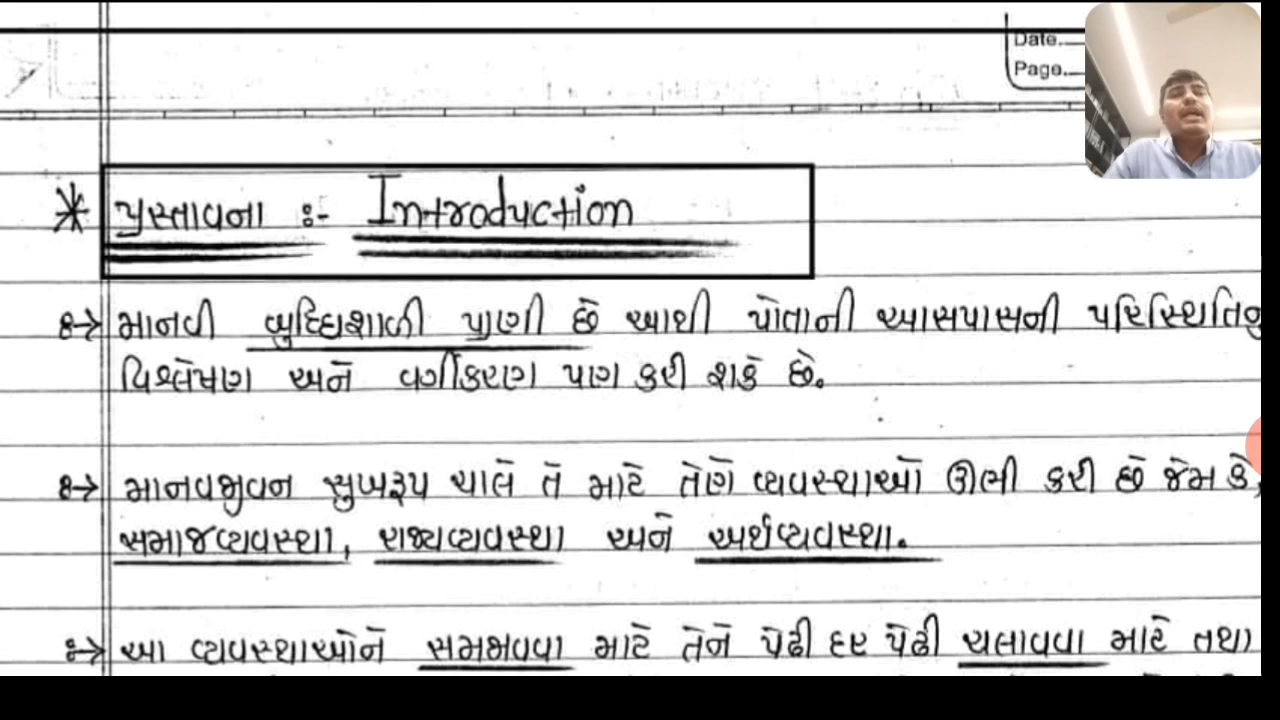 Date.
Page.
* પ્રસ્તાવના :- Introduction
:→ માનવી બુદ્ધિશાળી પ્રાણી છે આથી પોતાની આસપાસની પરિસ્થિતિનુ
વિશ્લેષણ અને વર્ગીકરણ પણ કરી શકે છે.
:→ માનવજીવન સુખરૂપ ચાલે તે માટે તેણે વ્યવસ્થાઓ ઊભી કરી છે જેમ કે,
સમાજવ્યવસ્થા, રાજ્યવ્યવસ્થા અને અર્થવ્યવસ્થા.
:→ આ વ્યવસ્થાઓને સમજાવવા માટે તેને પેઢી દર પેઢી ચલાવવા માટે તથા